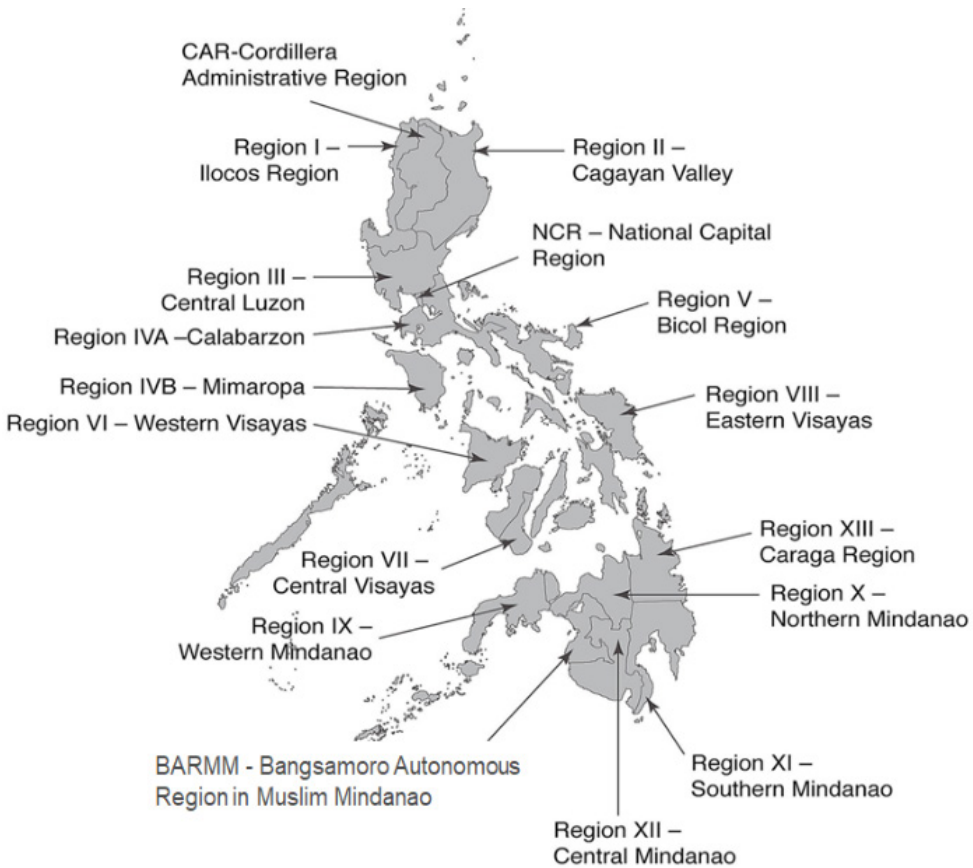 CAR-Cordillera
Administrative Region
Region I –
Ilocos Region
Region II –
Cagayan Valley
NCR – National Capital
Region
Region III –
Central Luzon
Region V –
Bicol Region
Region IVA –Calabarzon
Region IVB – Mimaropa
Region VIII –
Eastern Visayas
Region VI – Western Visayas
Region XIII –
Caraga Region
Region VII –
Central Visayas
Region X –
Northern Mindanao
Region IX –
Western Mindanao
BARMM - Bangsamoro Autonomous
Region in Muslim Mindanao
Region XI –
Southern Mindanao
Region XII –
Central Mindanao